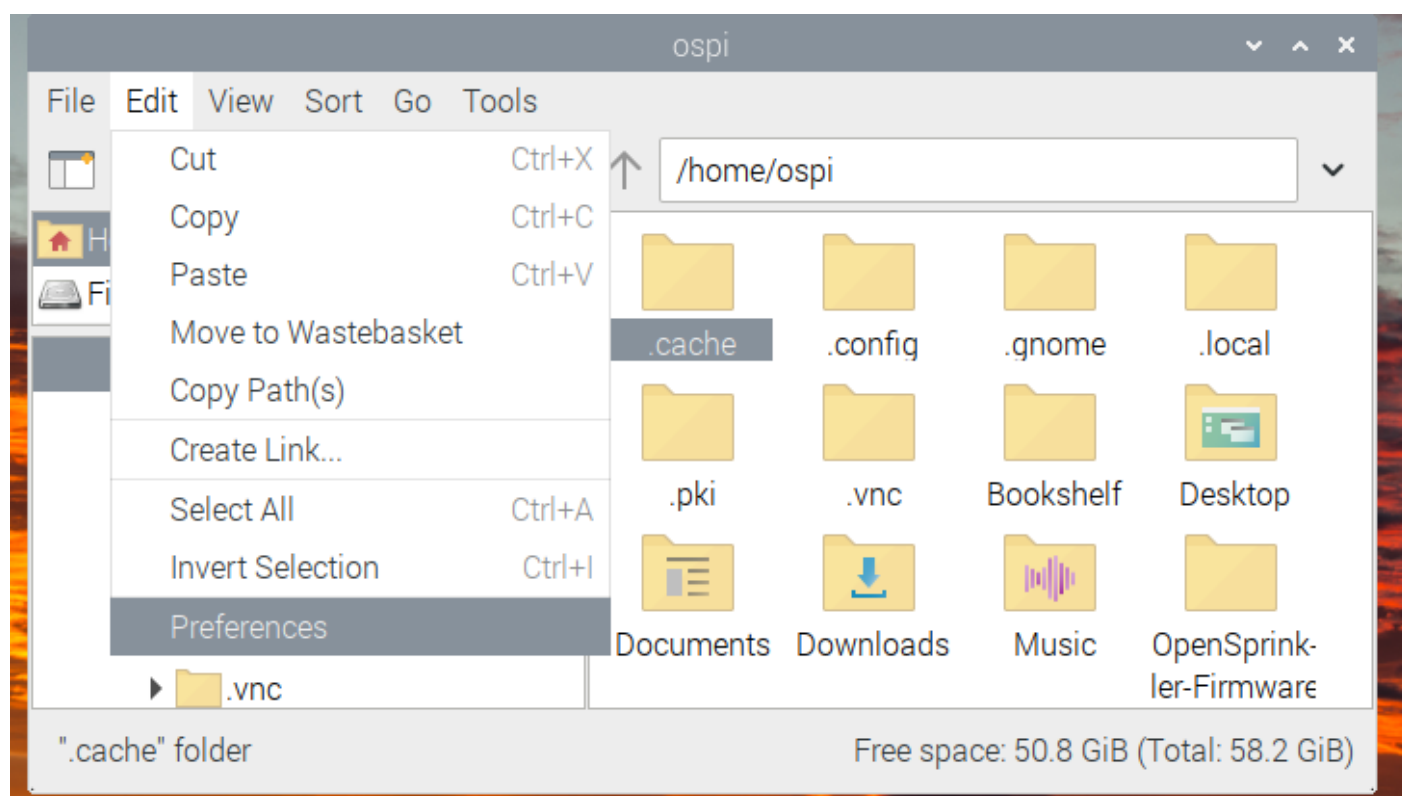 ospi
File Edit View Sort Go Tools
Cut Ctrl+X
/home/ospi
Copy Ctrl+C
H
Paste Ctrl+V
Fi
Move to Wastebasket
.cache .config .gnome .local
Copy Path(s)
Create Link...
Select All Ctrl+A
.pki .vnc Bookshelf Desktop
Invert Selection Ctrl+I
Preferences
Documents Downloads Music OpenSprink-
ler-Firmware
.vnc
".cache" folder Free space: 50.8 GiB (Total: 58.2 GiB)